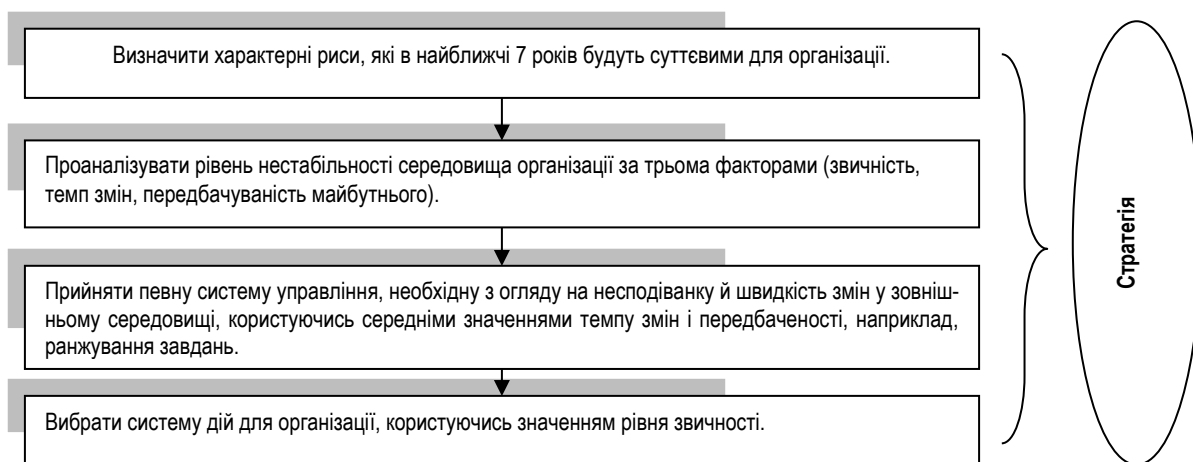 Визначити характерні риси, які в найближчі 7 років будуть суттєвими для організації.
Проаналізувати рівень нестабільності середовища організації за трьома факторами (звичність,
темп змін, передбачуваність майбутнього).
Прийняти певну систему управління, необхідну з огляду на несподіванку й швидкість змін у зовніш-
ньому середовищі, користуючись середніми значеннями темпу змін і передбаченості, наприклад,
ранжування завдань.
Вибрати систему дій для організації, користуючись значенням рівня звичності.
Стратегія